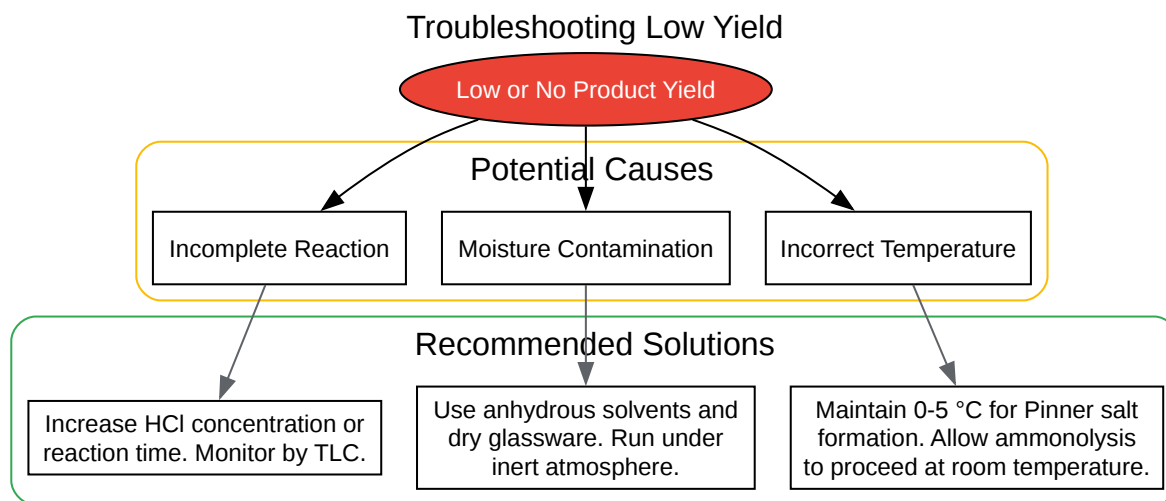 Troubleshooting Low Yield
Low or No Product Yield
Potential Causes
Incomplete Reaction
Moisture Contamination
Incorrect Temperature
Recommended Solutions
Increase HCl concentration or
reaction time. Monitor by TLC.
Use anhydrous solvents and
dry glassware. Run under
inert atmosphere.
Maintain 0-5 °C for Pinner salt
formation. Allow ammonolysis
to proceed at room temperature.